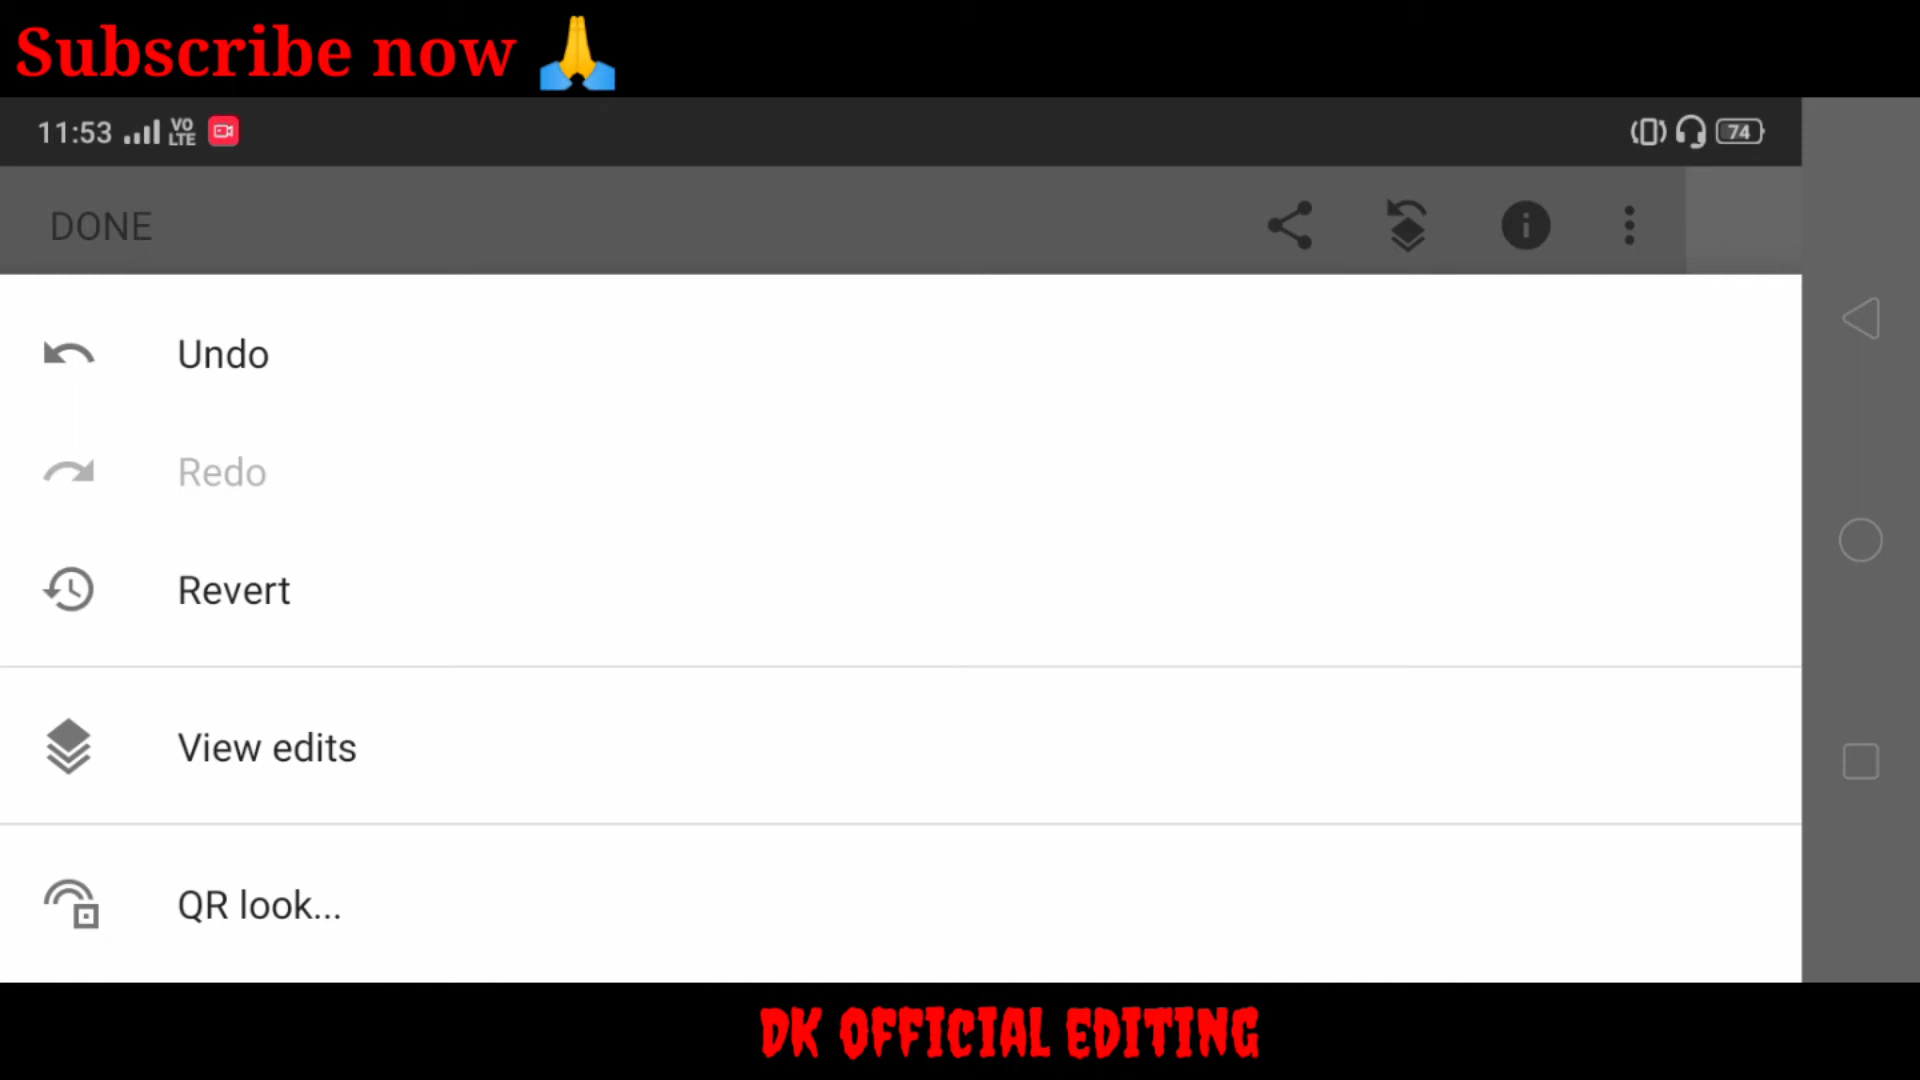 Subscribe now 🙏
11:53 VO LTE 74
DONE
Undo
Redo
Revert
View edits
QR look...
DK OFFICIAL EDITING